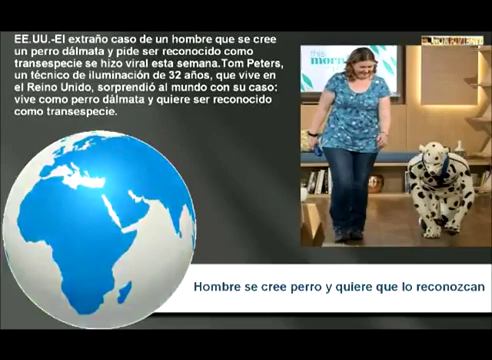 EE.UU.-El extraño caso de un hombre que se cree
un perro dálmata y pide ser reconocido como
transespecie se hizo viral esta semana.Tom Peters,
un técnico de iluminación de 32 años, que vive en
el Reino Unido, sorprendió al mundo con su caso:
vive como perro dálmata y quiere ser reconocido
como transespecie.
this
morn
Hombre se cree perro y quiere que lo reconozcan